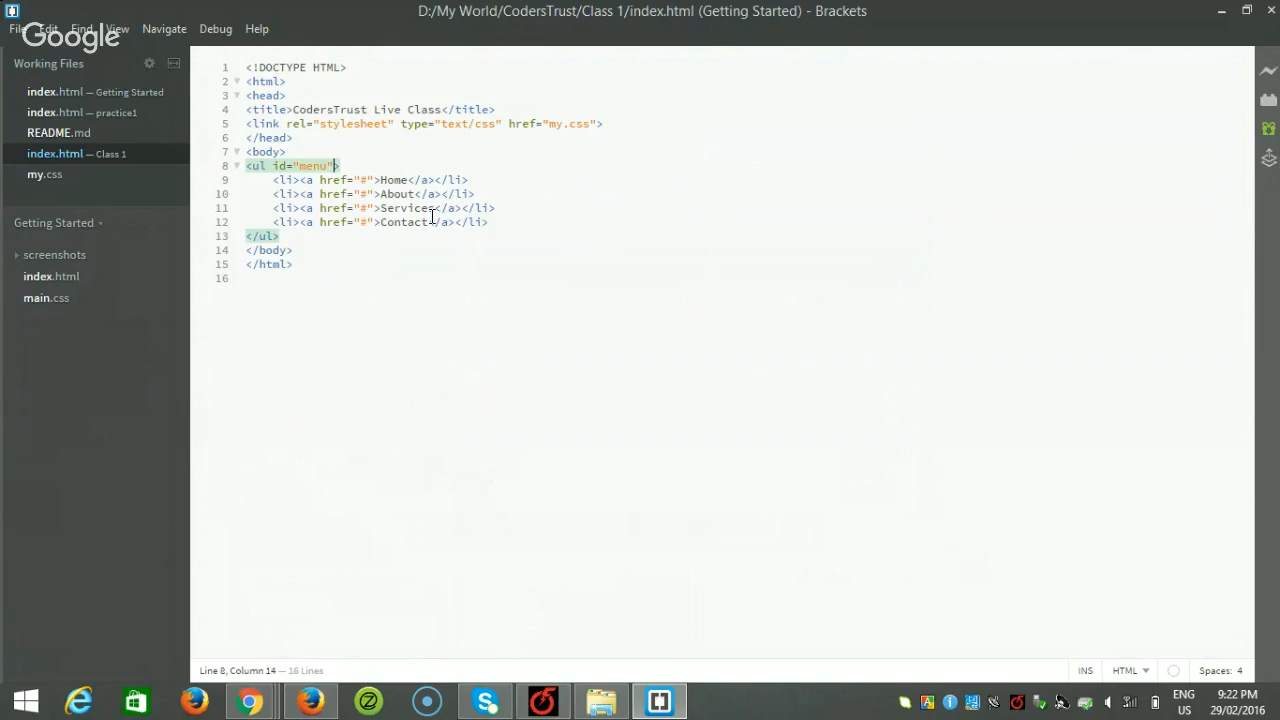 D:/My World/CodersTrust/Class 1/index.html (Getting Started) - Brackets
File Edit Find View Navigate Debug Help
Google
Working Files
index.html — Getting Started
index.html — practice1
README.md
index.html — Class 1
my.css
Getting Started
screenshots
index.html
main.css
1 <!DOCTYPE HTML>
2 <html>
3 <head>
4 <title>CodersTrust Live Class</title>
5 <link rel="stylesheet" type="text/css" href="my.css">
6 </head>
7 <body>
8 <ul id="menu">
9 <li><a href="#">Home</a></li>
10 <li><a href="#">About</a></li>
11 <li><a href="#">Services</a></li>
12 <li><a href="#">Contact</a></li>
13 </ul>
14 </body>
15 </html>
16
Line 8, Column 14 — 16 Lines
INS HTML Spaces: 4
ENG 9:22 PM
US 29/02/2016